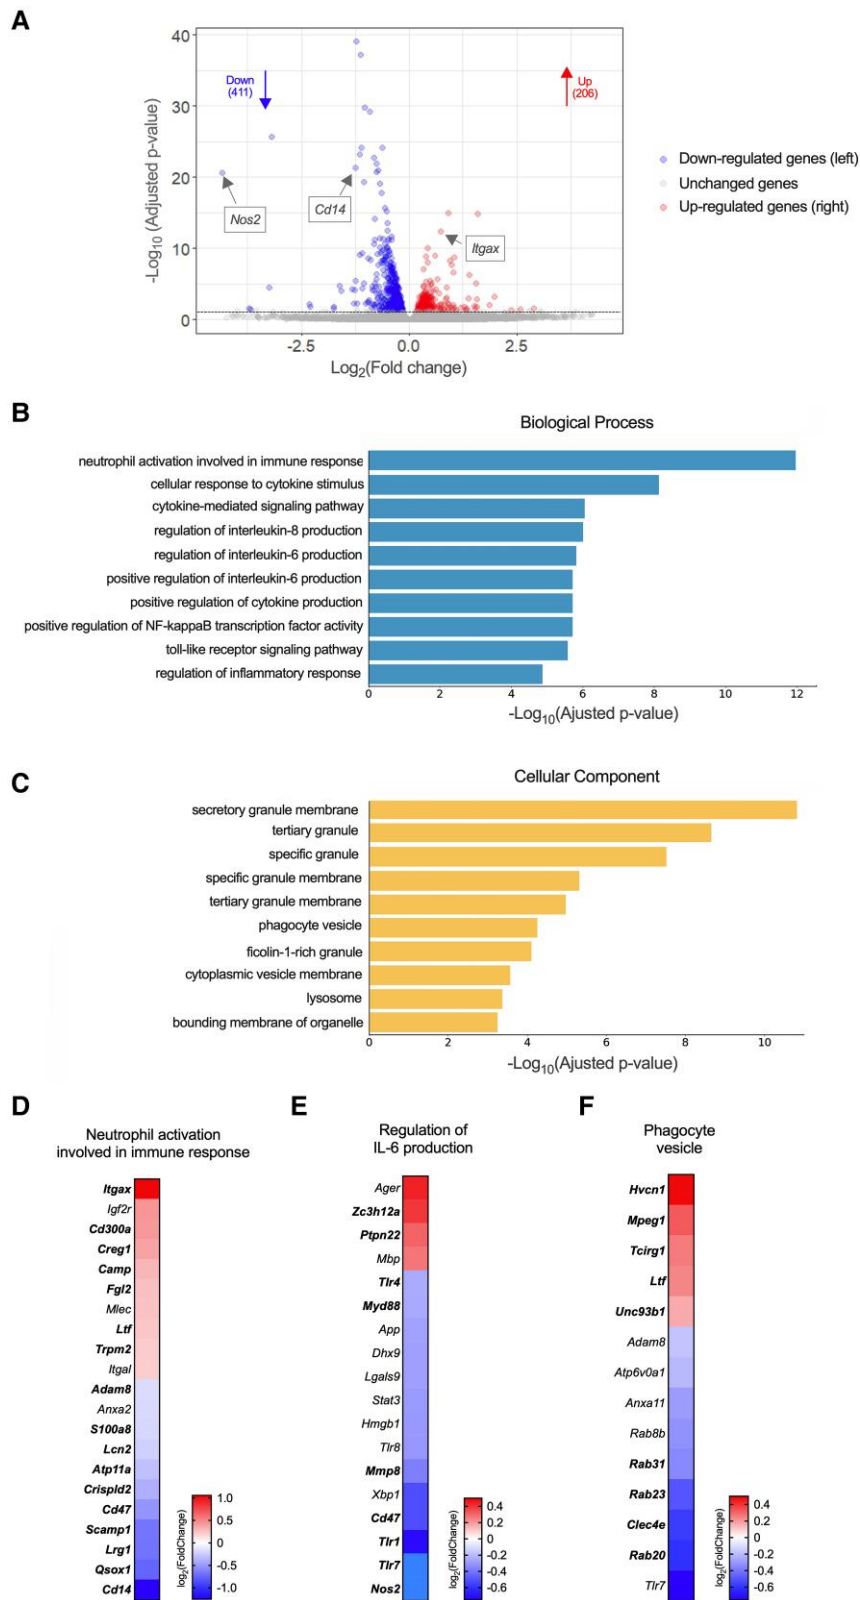 A
40
30
20
10
0
-Log10 (Adjusted p-value)
Down
(411)
Up
(206)
Nos2
Cd14
Itgax
-2.5
0.0
2.5
Log2(Fold change)
Down-regulated genes (left)
Unchanged genes
Up-regulated genes (right)
B
Biological Process
neutrophil activation involved in immune response
cellular response to cytokine stimulus
cytokine-mediated signaling pathway
regulation of interleukin-8 production
regulation of interleukin-6 production
positive regulation of interleukin-6 production
positive regulation of cytokine production
positive regulation of NF-kappaB transcription factor activity
toll-like receptor signaling pathway
regulation of inflammatory response
0 2 4 6 8 10 12
-Log10(Ajusted p-value)
C
Cellular Component
secretory granule membrane
tertiary granule
specific granule
specific granule membrane
tertiary granule membrane
phagocyte vesicle
ficolin-1-rich granule
cytoplasmic vesicle membrane
lysosome
bounding membrane of organelle
0 2 4 6 8 10
-Log10(Ajusted p-value)
D
Neutrophil activation
involved in immune response
Itgax
Igf2r
Cd300a
Creg1
Camp
Fgl2
Mlec
Ltf
Trpm2
Itgal
Adam8
Anxa2
S100a8
Lcn2
Atp11a
Crispld2
Cd47
Scamp1
Lrg1
Qsox1
Cd14
log2(FoldChange)
1.0
0.5
0
-0.5
-1.0
E
Regulation of
IL-6 production
Ager
Zc3h12a
Ptpn22
Mbp
Tlr4
Myd88
App
Dhx9
Lgals9
Stat3
Hmgb1
Tlr8
Mmp8
Xbp1
Cd47
Tlr1
Tlr7
Nos2
log2(FoldChange)
0.4
0.2
0
-0.2
-0.4
-0.6
F
Phagocyte
vesicle
Hvcn1
Mpeg1
Tcirg1
Ltf
Unc93b1
Adam8
Atp6v0a1
Anxa11
Rab8b
Rab31
Rab23
Clec4e
Rab20
Tlr7
log2(FoldChange)
0.4
0.2
0
-0.2
-0.4
-0.6